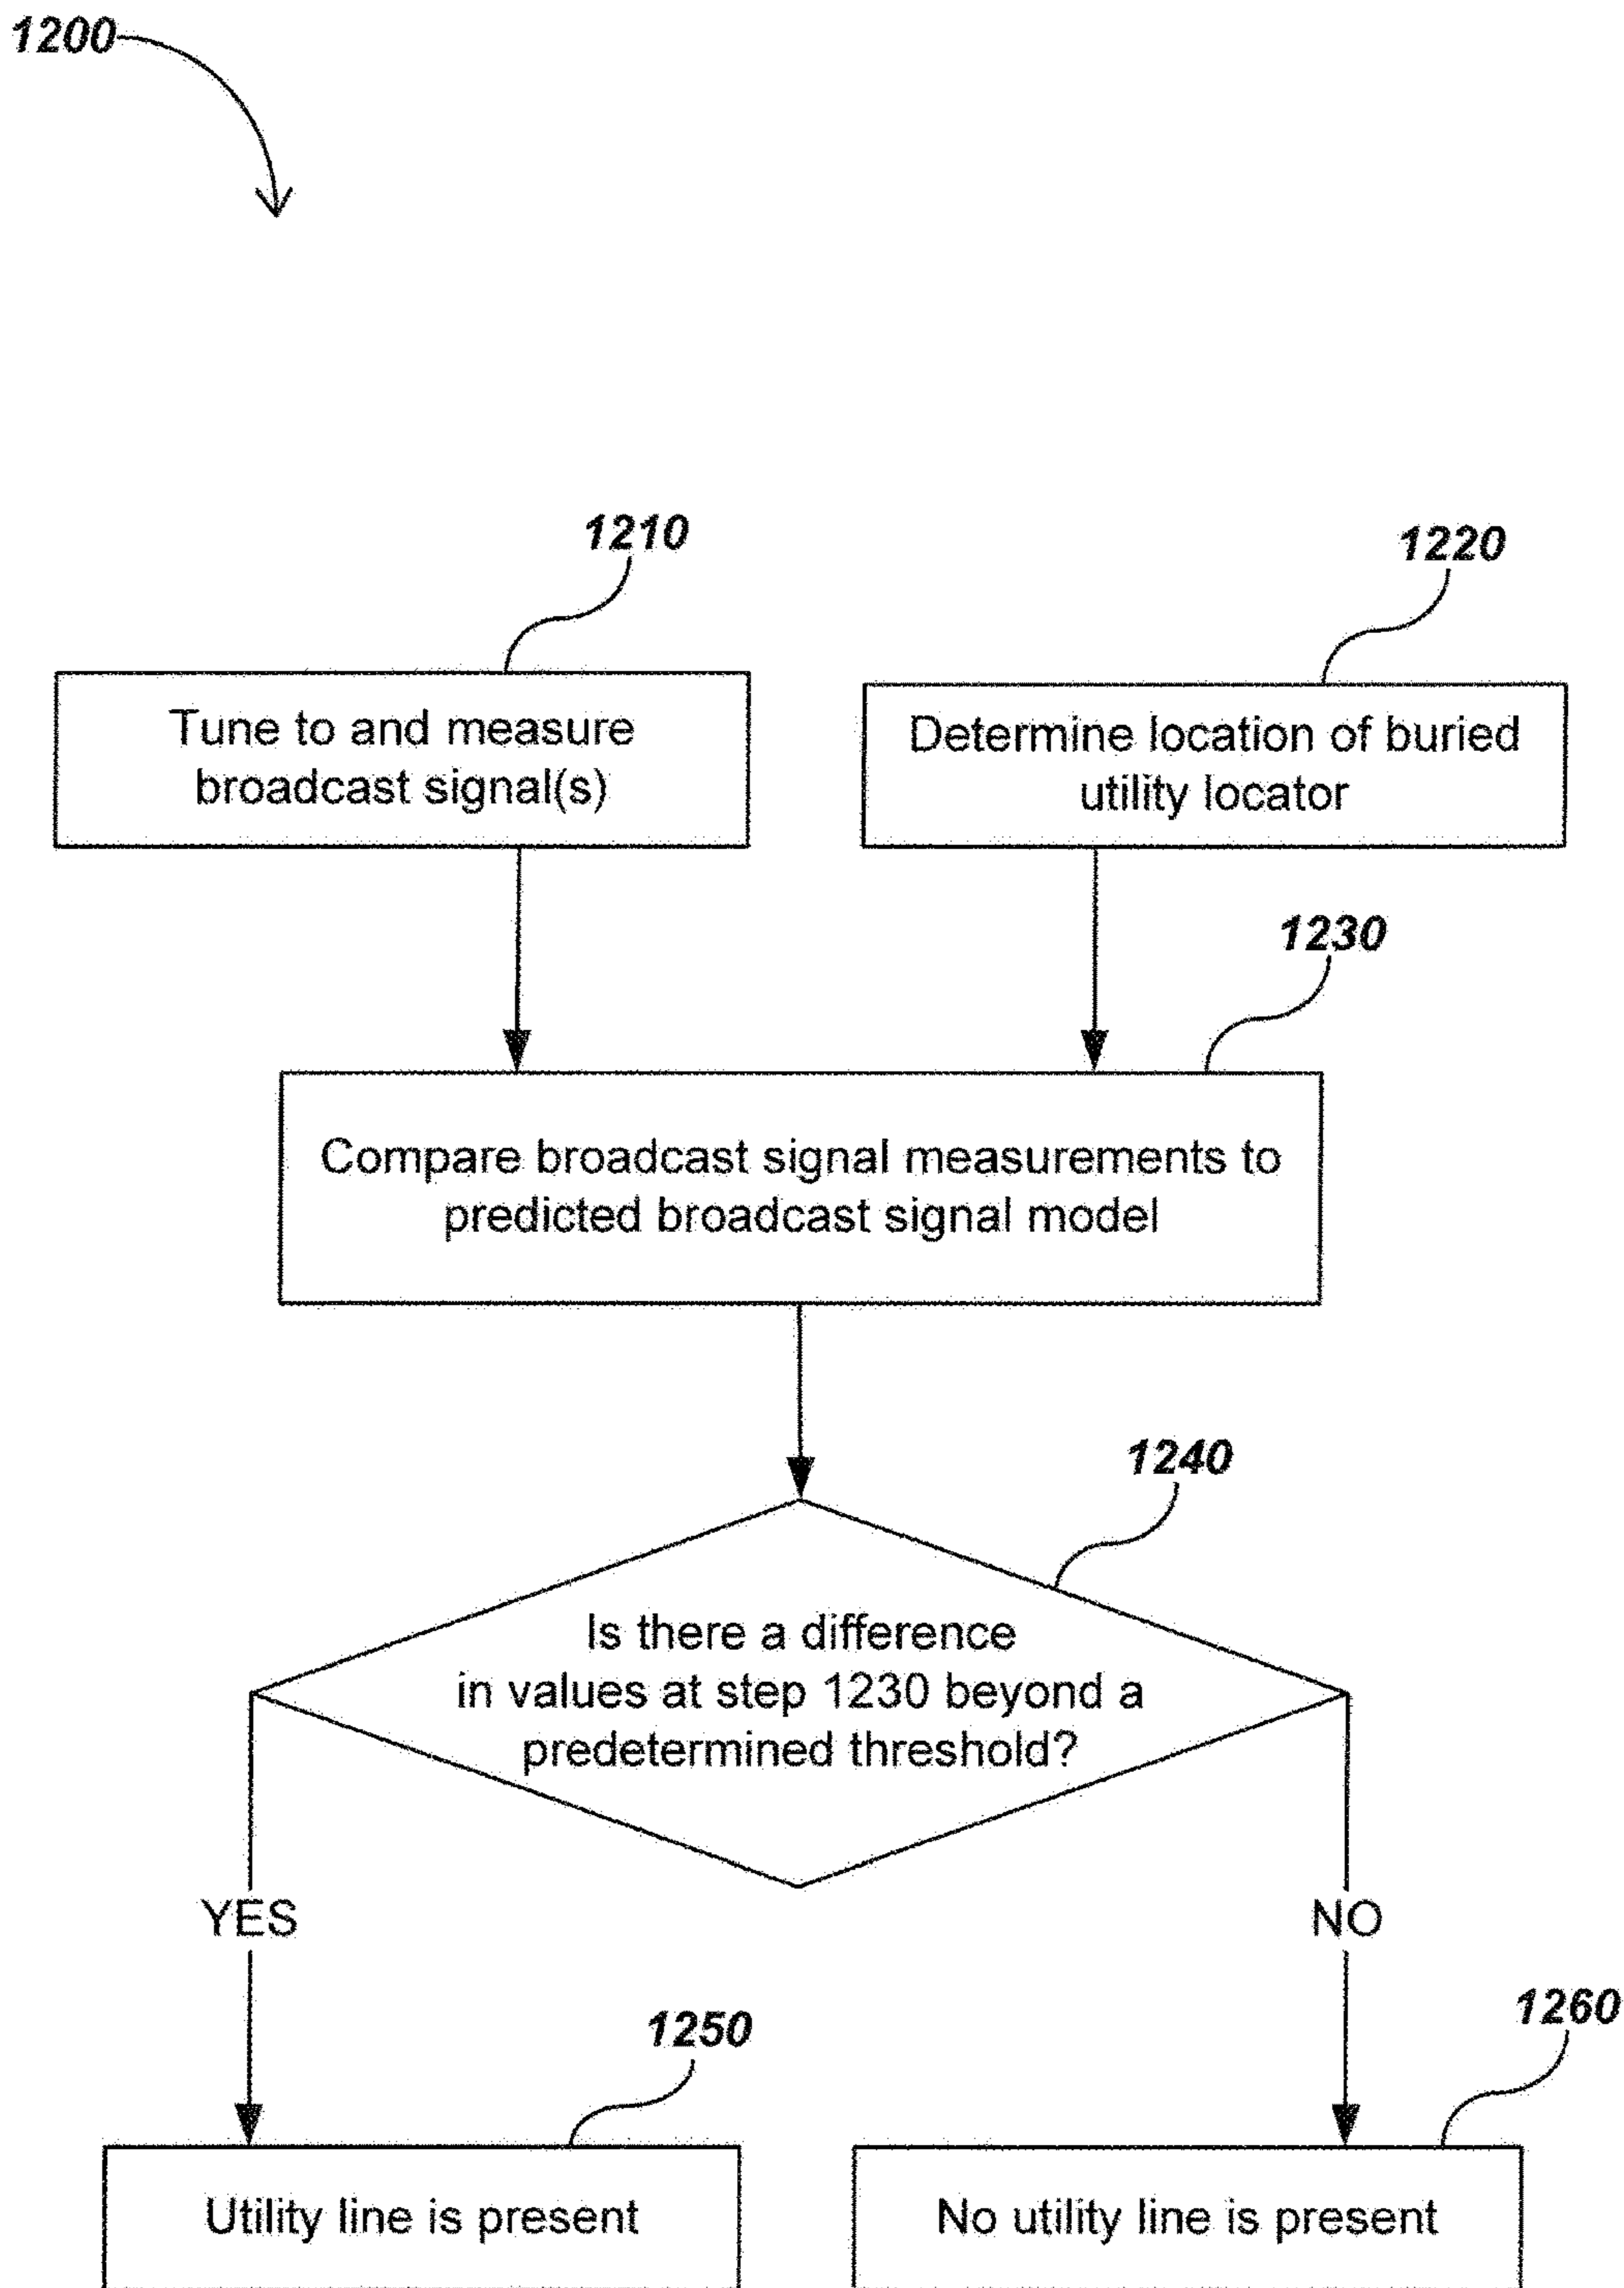 1200
1210
1220
Tune to and measure
broadcast signal(s)
Determine location of buried
utility locator
1230
Compare broadcast signal measurements to
predicted broadcast signal model
1240
Is there a difference
in values at step 1230 beyond a
predetermined threshold?
YES
NO
1250
1260
Utility line is present
No utility line is present